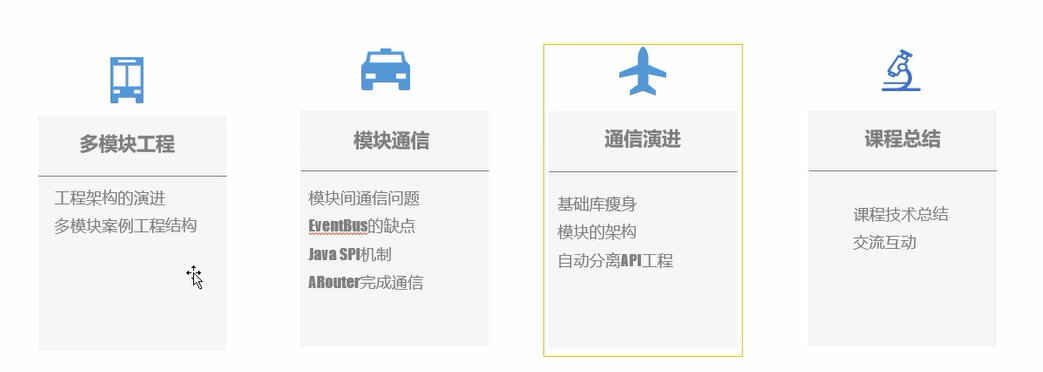 多模块工程
工程架构的演进
多模块案例工程结构
模块通信
模块间通信问题
EventBus的缺点
Java SPI机制
ARouter完成通信
通信演进
基础库瘦身
模块的架构
自动分离API工程
课程总结
课程技术总结
交流互动